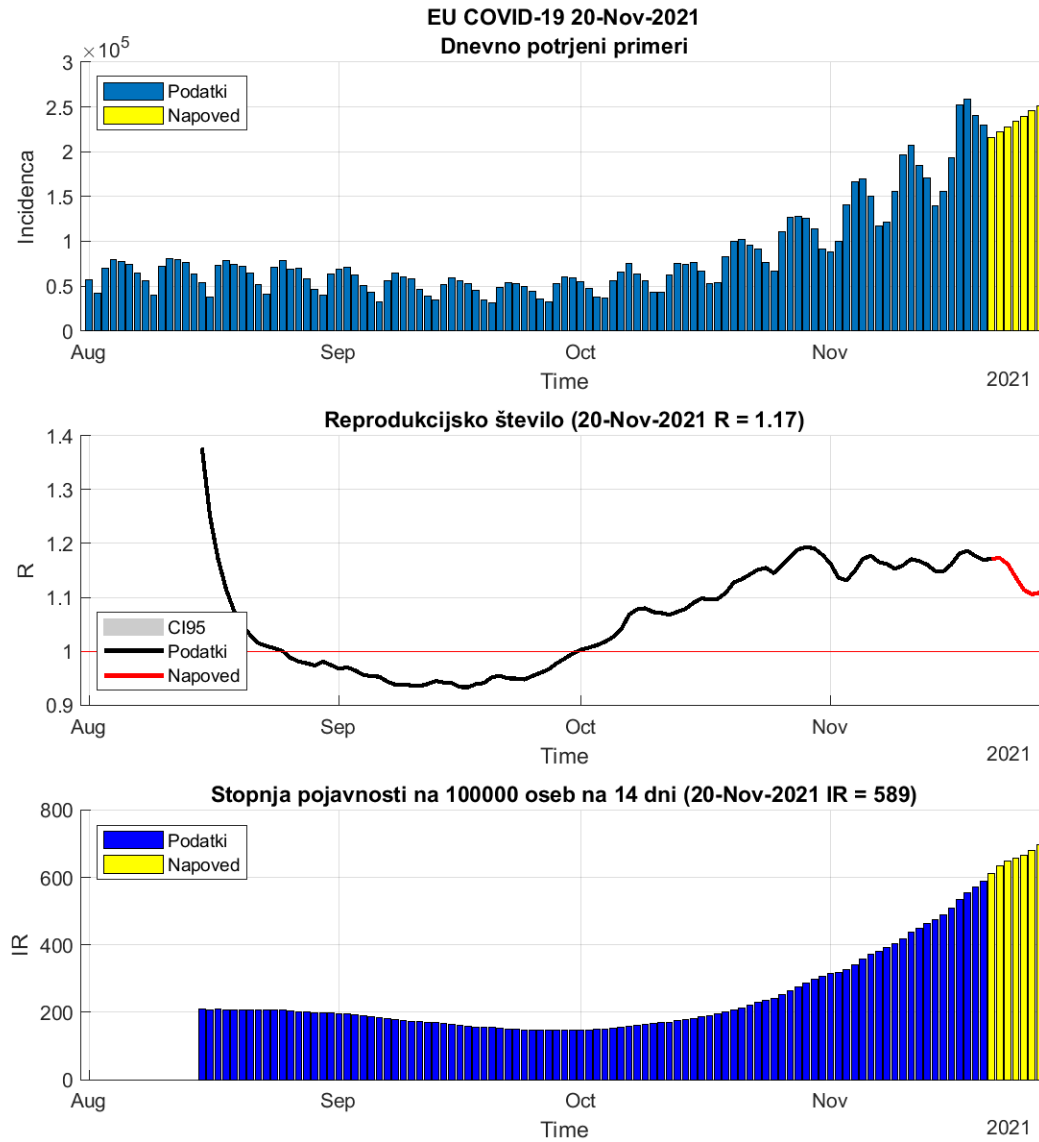 EU COVID-19 20-Nov-2021
Dnevno potrjeni primeri
×10^5
3
2.5
2
1.5
1
0.5
0
Incidenca
Podatki
Napoved
Aug Sep Oct Nov
Time
2021
Reprodukcijsko število (20-Nov-2021 R = 1.17)
1.4
1.3
1.2
1.1
1
0.9
R
CI95
Podatki
Napoved
Aug Sep Oct Nov
Time
2021
Stopnja pojavnosti na 100000 oseb na 14 dni (20-Nov-2021 IR = 589)
800
600
400
200
0
IR
Podatki
Napoved
Aug Sep Oct Nov
Time
2021